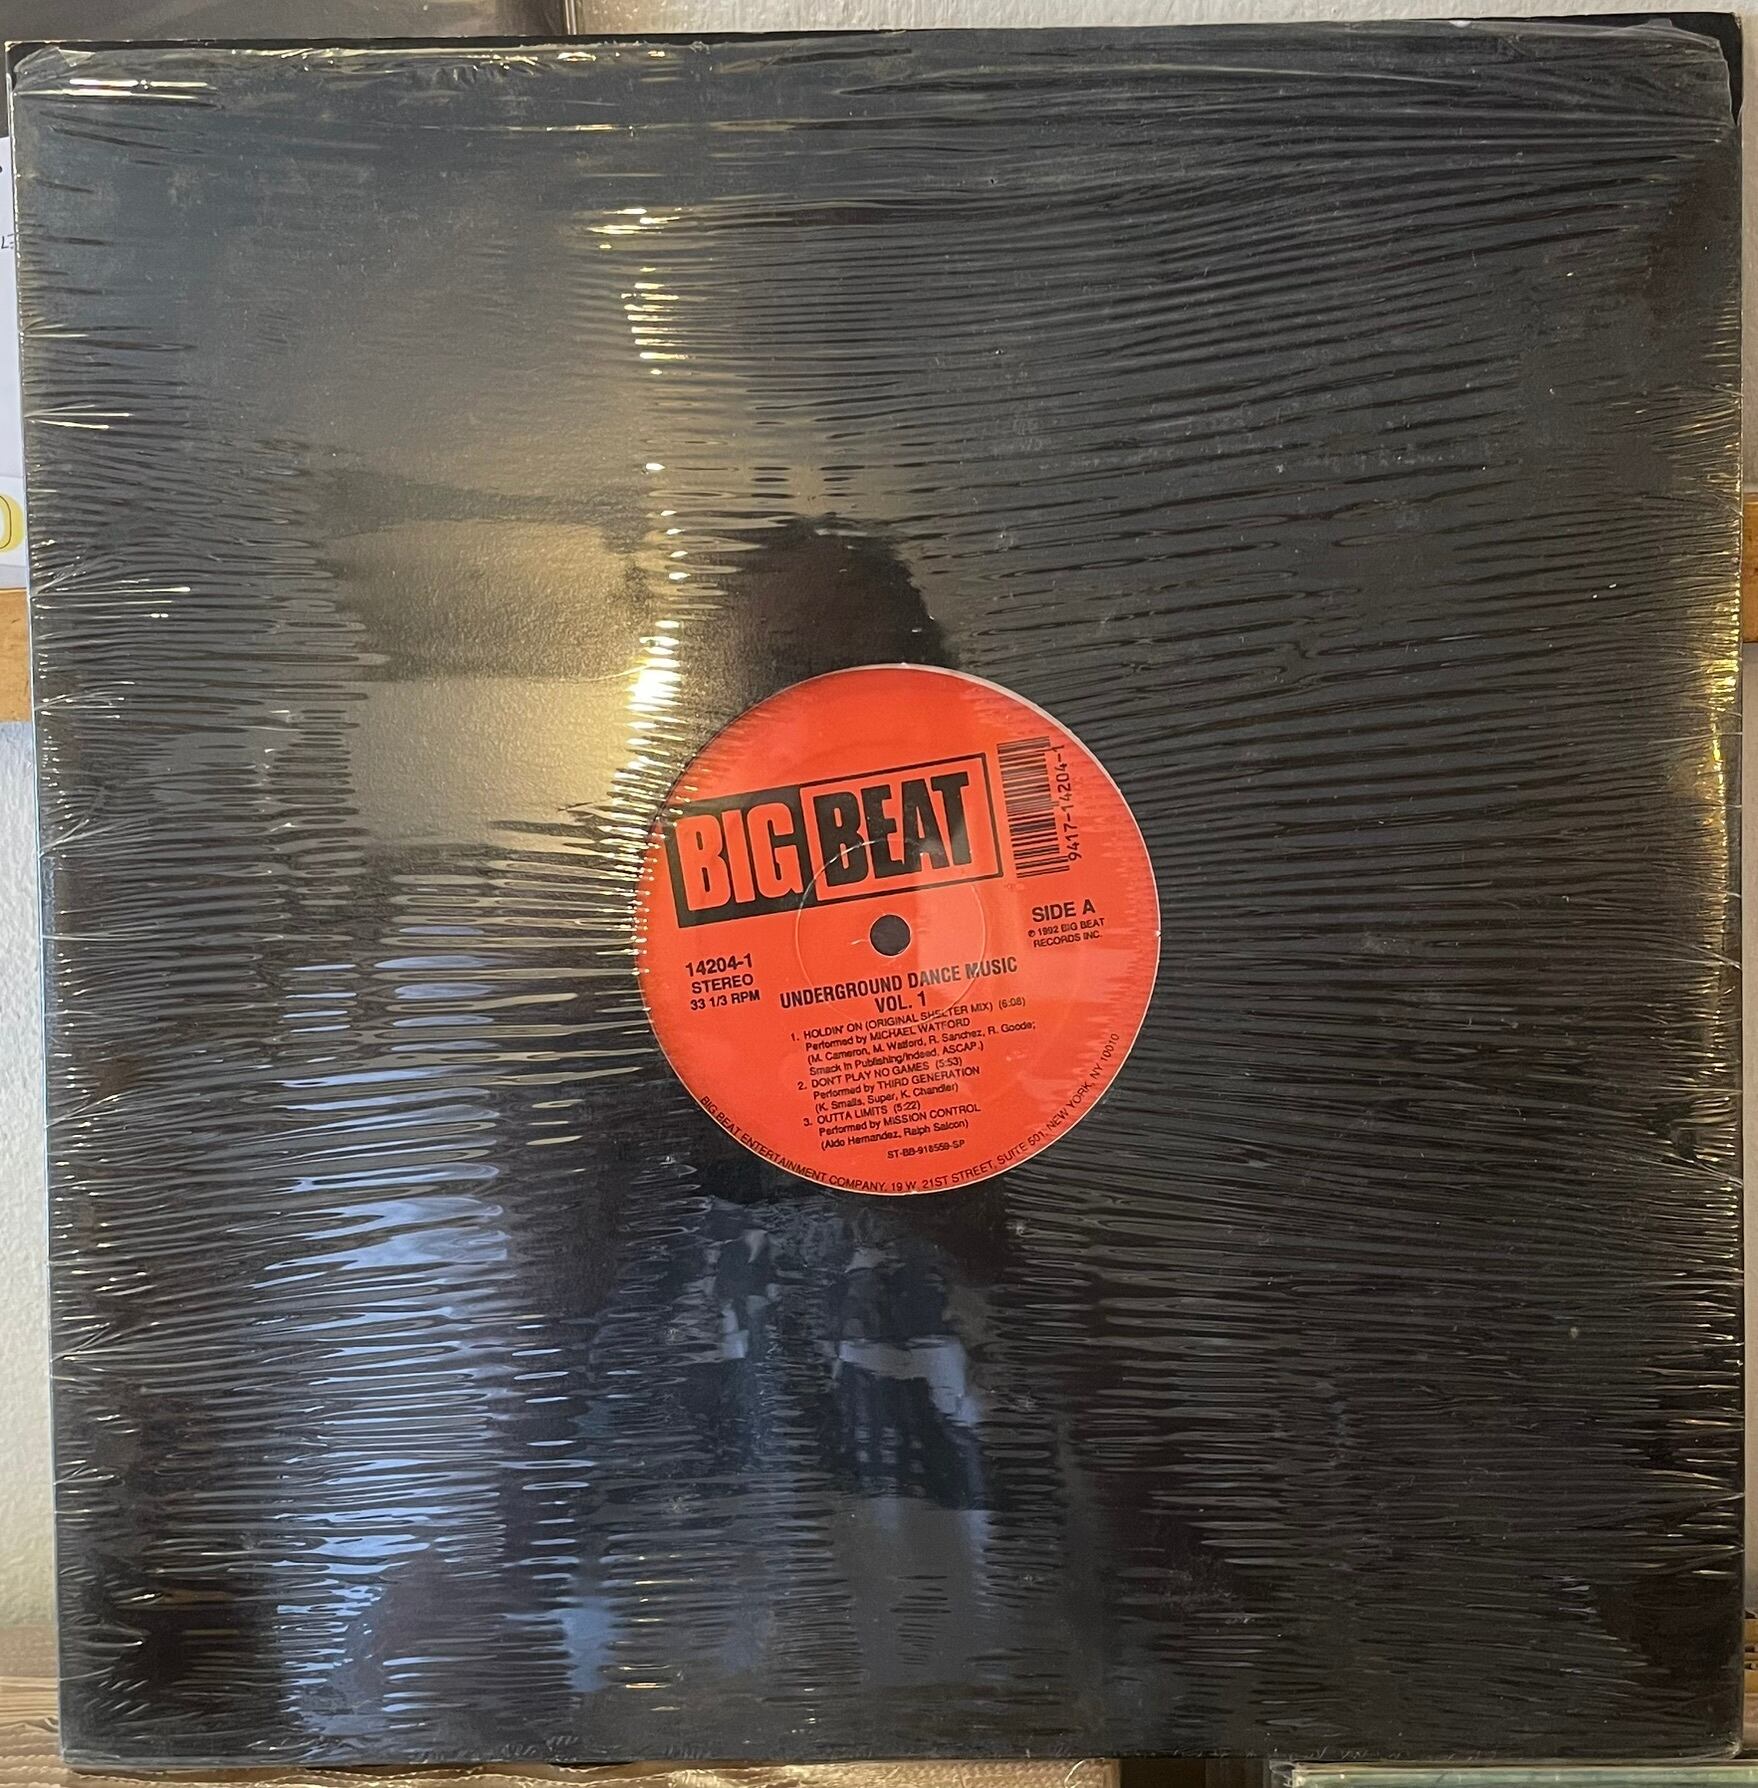 BIG BEAT
9417-14204-1
SIDE A
℗ 1992 BIG BEAT
RECORDS INC.
14204-1
STEREO
33 1/3 RPM
UNDERGROUND DANCE MUSIC
VOL. 1
1. HOLDIN' ON (ORIGINAL SHELTER MIX) (6:08)
Performed by MICHAEL WATFORD
(M. Cameron, M. Watford, R. Sanchez, R. Goode;
Smack In Publishing/Indeed, ASCAP.)
2. DON'T PLAY NO GAMES (5:53)
Performed by THIRD GENERATION
(K. Smalls, Super, K. Chandler)
3. OUTTA LIMITS (5:22)
Performed by MISSION CONTROL
(Aldo Hernandez, Ralph Salcon)
ST-BB-918559-SP
BIG BEAT ENTERTAINMENT COMPANY, 19 W. 21ST STREET, SUITE 501, NEW YORK, NY 10010